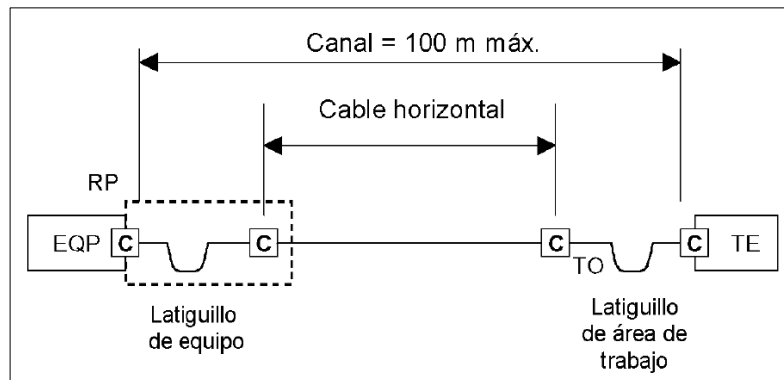 Canal = 100 m máx.
Cable horizontal
RP
EQP
C
C
C
TO
C
TE
Latiguillo
de equipo
Latiguillo
de área de
trabajo